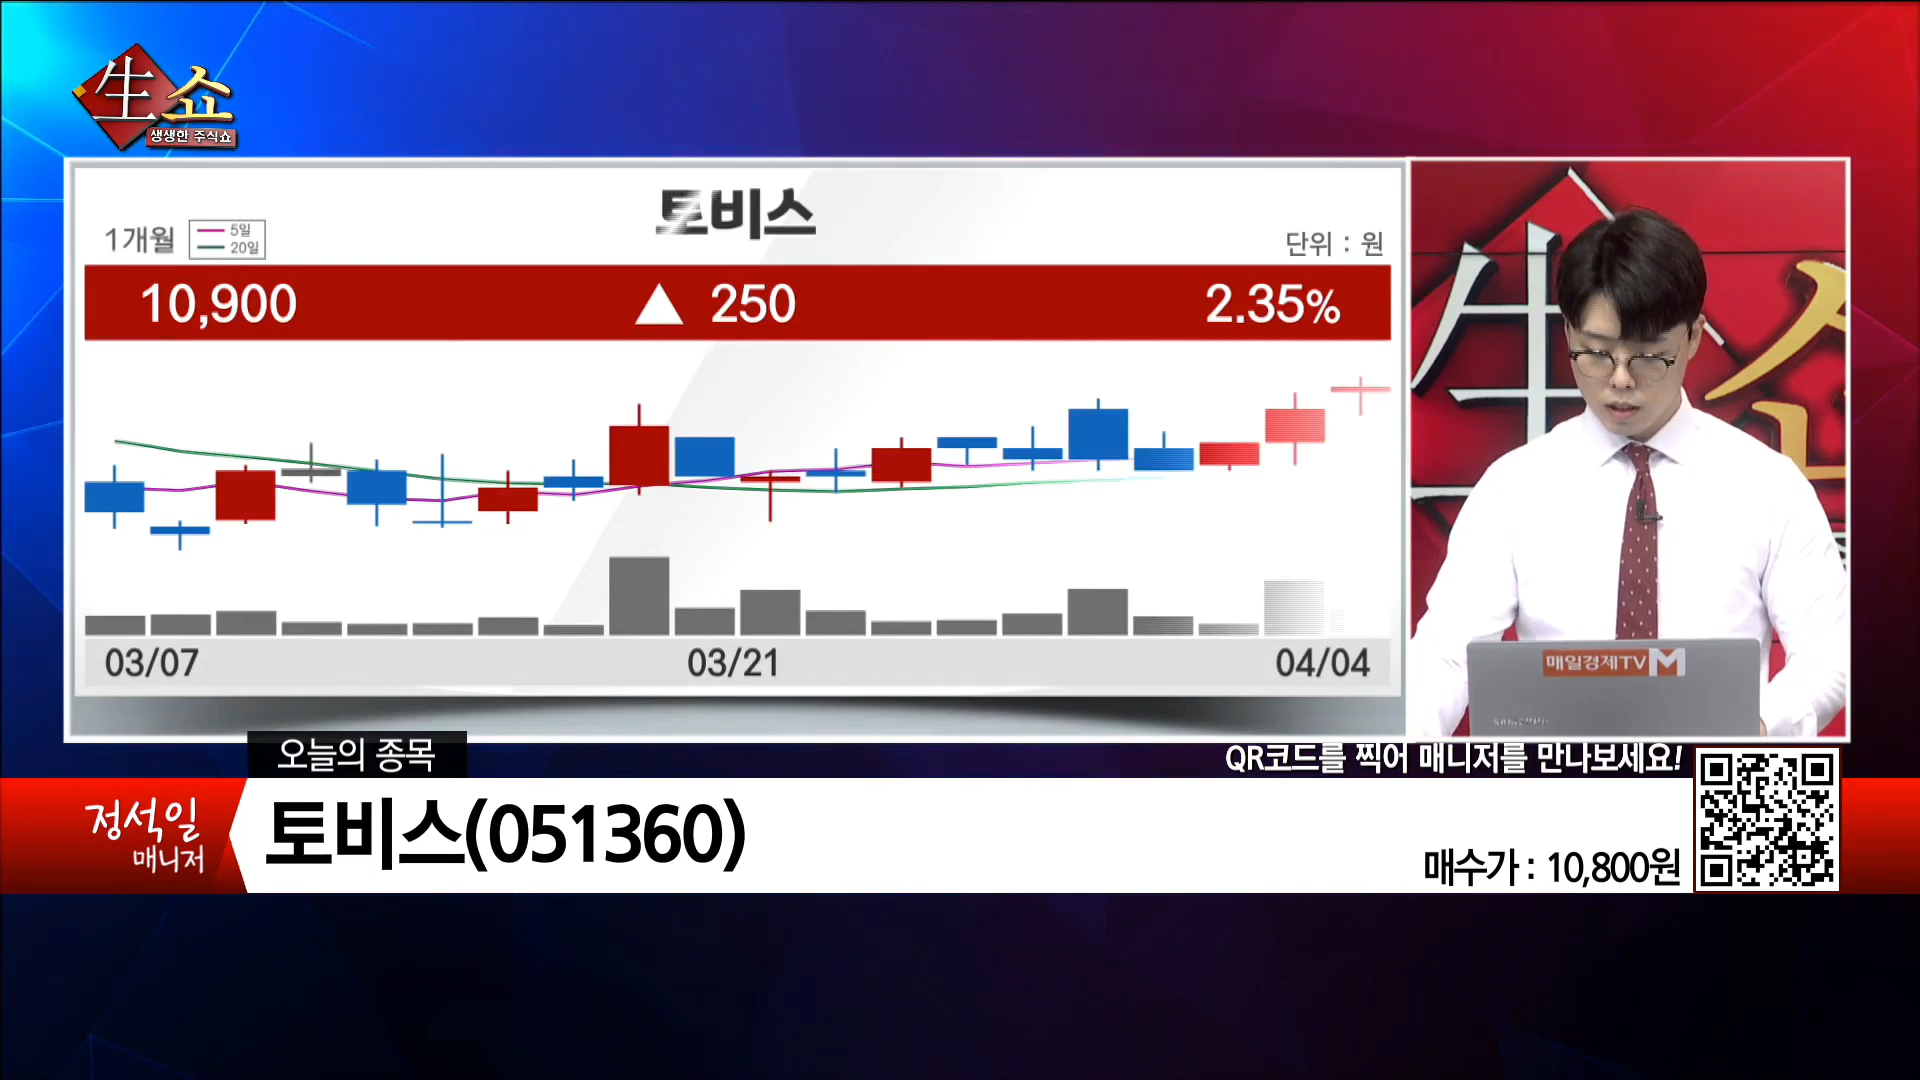 生쇼
생생한 주식쇼
토비스
1개월
5일
20일
단위 : 원
10,900 ▲ 250 2.35%
03/07 03/21 04/04
生쇼
매일경제TV M
오늘의 종목
QR코드를 찍어 매니저를 만나보세요!
정석일
매니저
토비스(051360)
매수가 : 10,800원